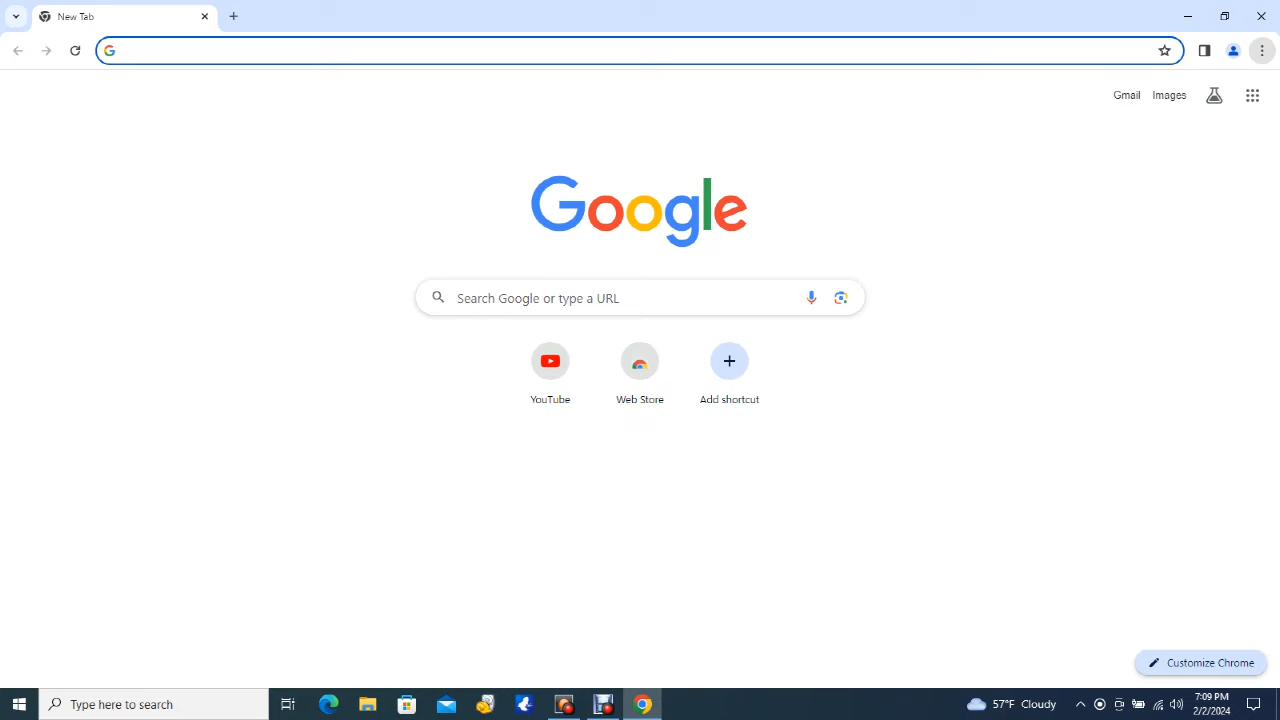 New Tab
Gmail Images
Google
Search Google or type a URL
YouTube Web Store Add shortcut
Customize Chrome
Type here to search
57°F Cloudy
7:09 PM
2/2/2024